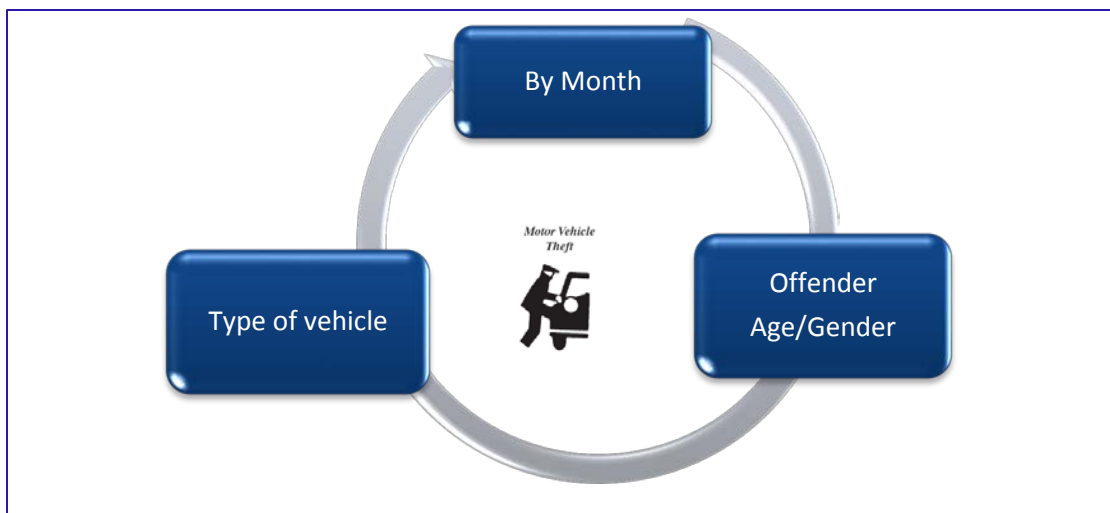 By Month
Motor Vehicle
Theft
Type of vehicle
Offender
Age/Gender